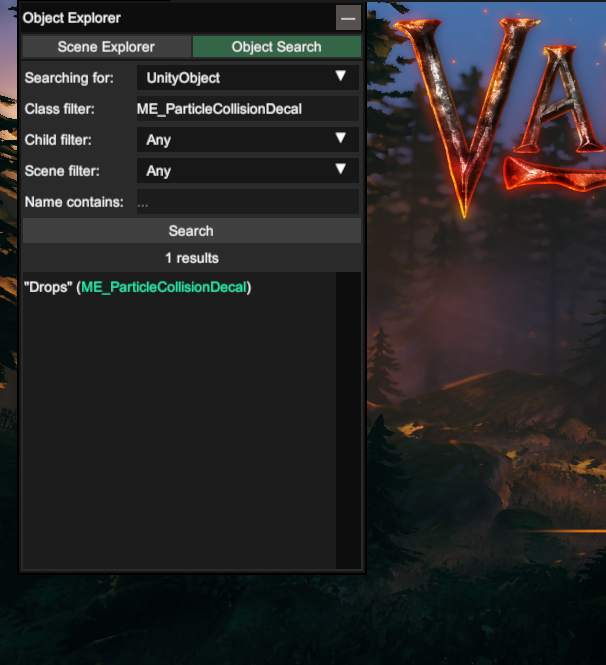 Object Explorer
—
Scene Explorer
Object Search
Searching for: UnityObject ▼
Class filter: ME_ParticleCollisionDecal
Child filter: Any ▼
Scene filter: Any ▼
Name contains: ...
Search
1 results
"Drops" (ME_ParticleCollisionDecal)
VA